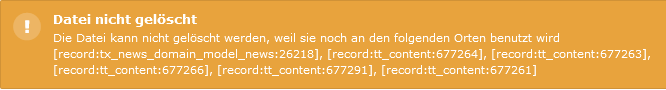 Datei nicht gelöscht
Die Datei kann nicht gelöscht werden, weil sie noch an den folgenden Orten benutzt wird
[record:tx_news_domain_model_news:26218], [record:tt_content:677264], [record:tt_content:677263],
[record:tt_content:677266], [record:tt_content:677291], [record:tt_content:677261]